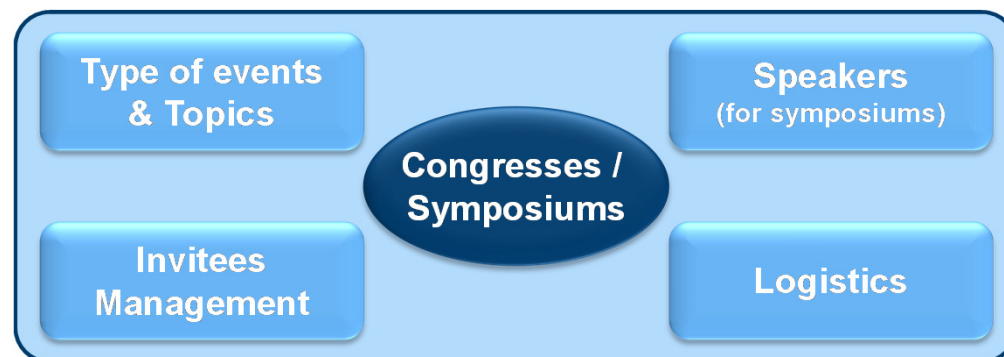 Type of events
& Topics
Speakers
(for symposiums)
Congresses /
Symposiums
Invitees
Management
Logistics